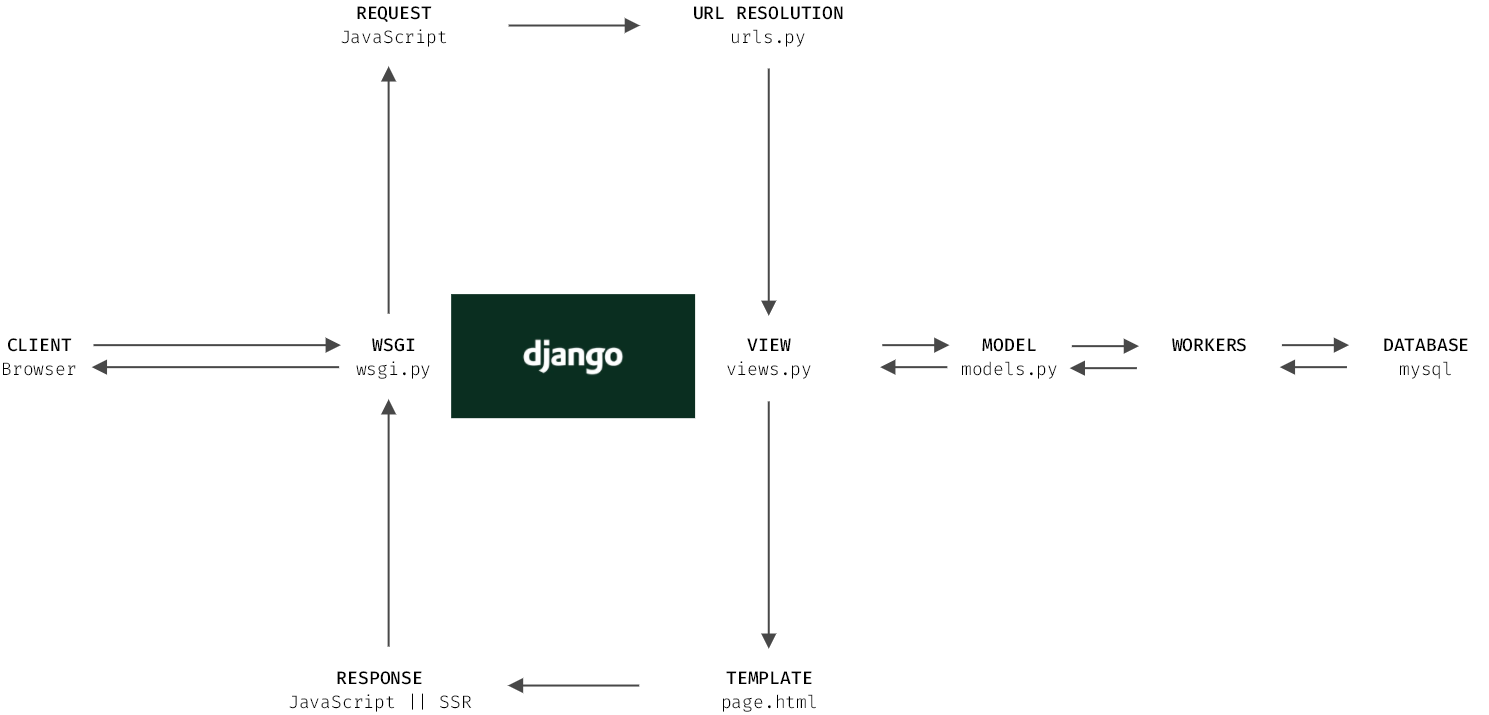 REQUEST
JavaScript
URL RESOLUTION
urls.py
CLIENT
Browser
WSGI
wsgi.py
django
VIEW
views.py
MODEL
models.py
WORKERS
DATABASE
mysql
RESPONSE
JavaScript || SSR
TEMPLATE
page.html